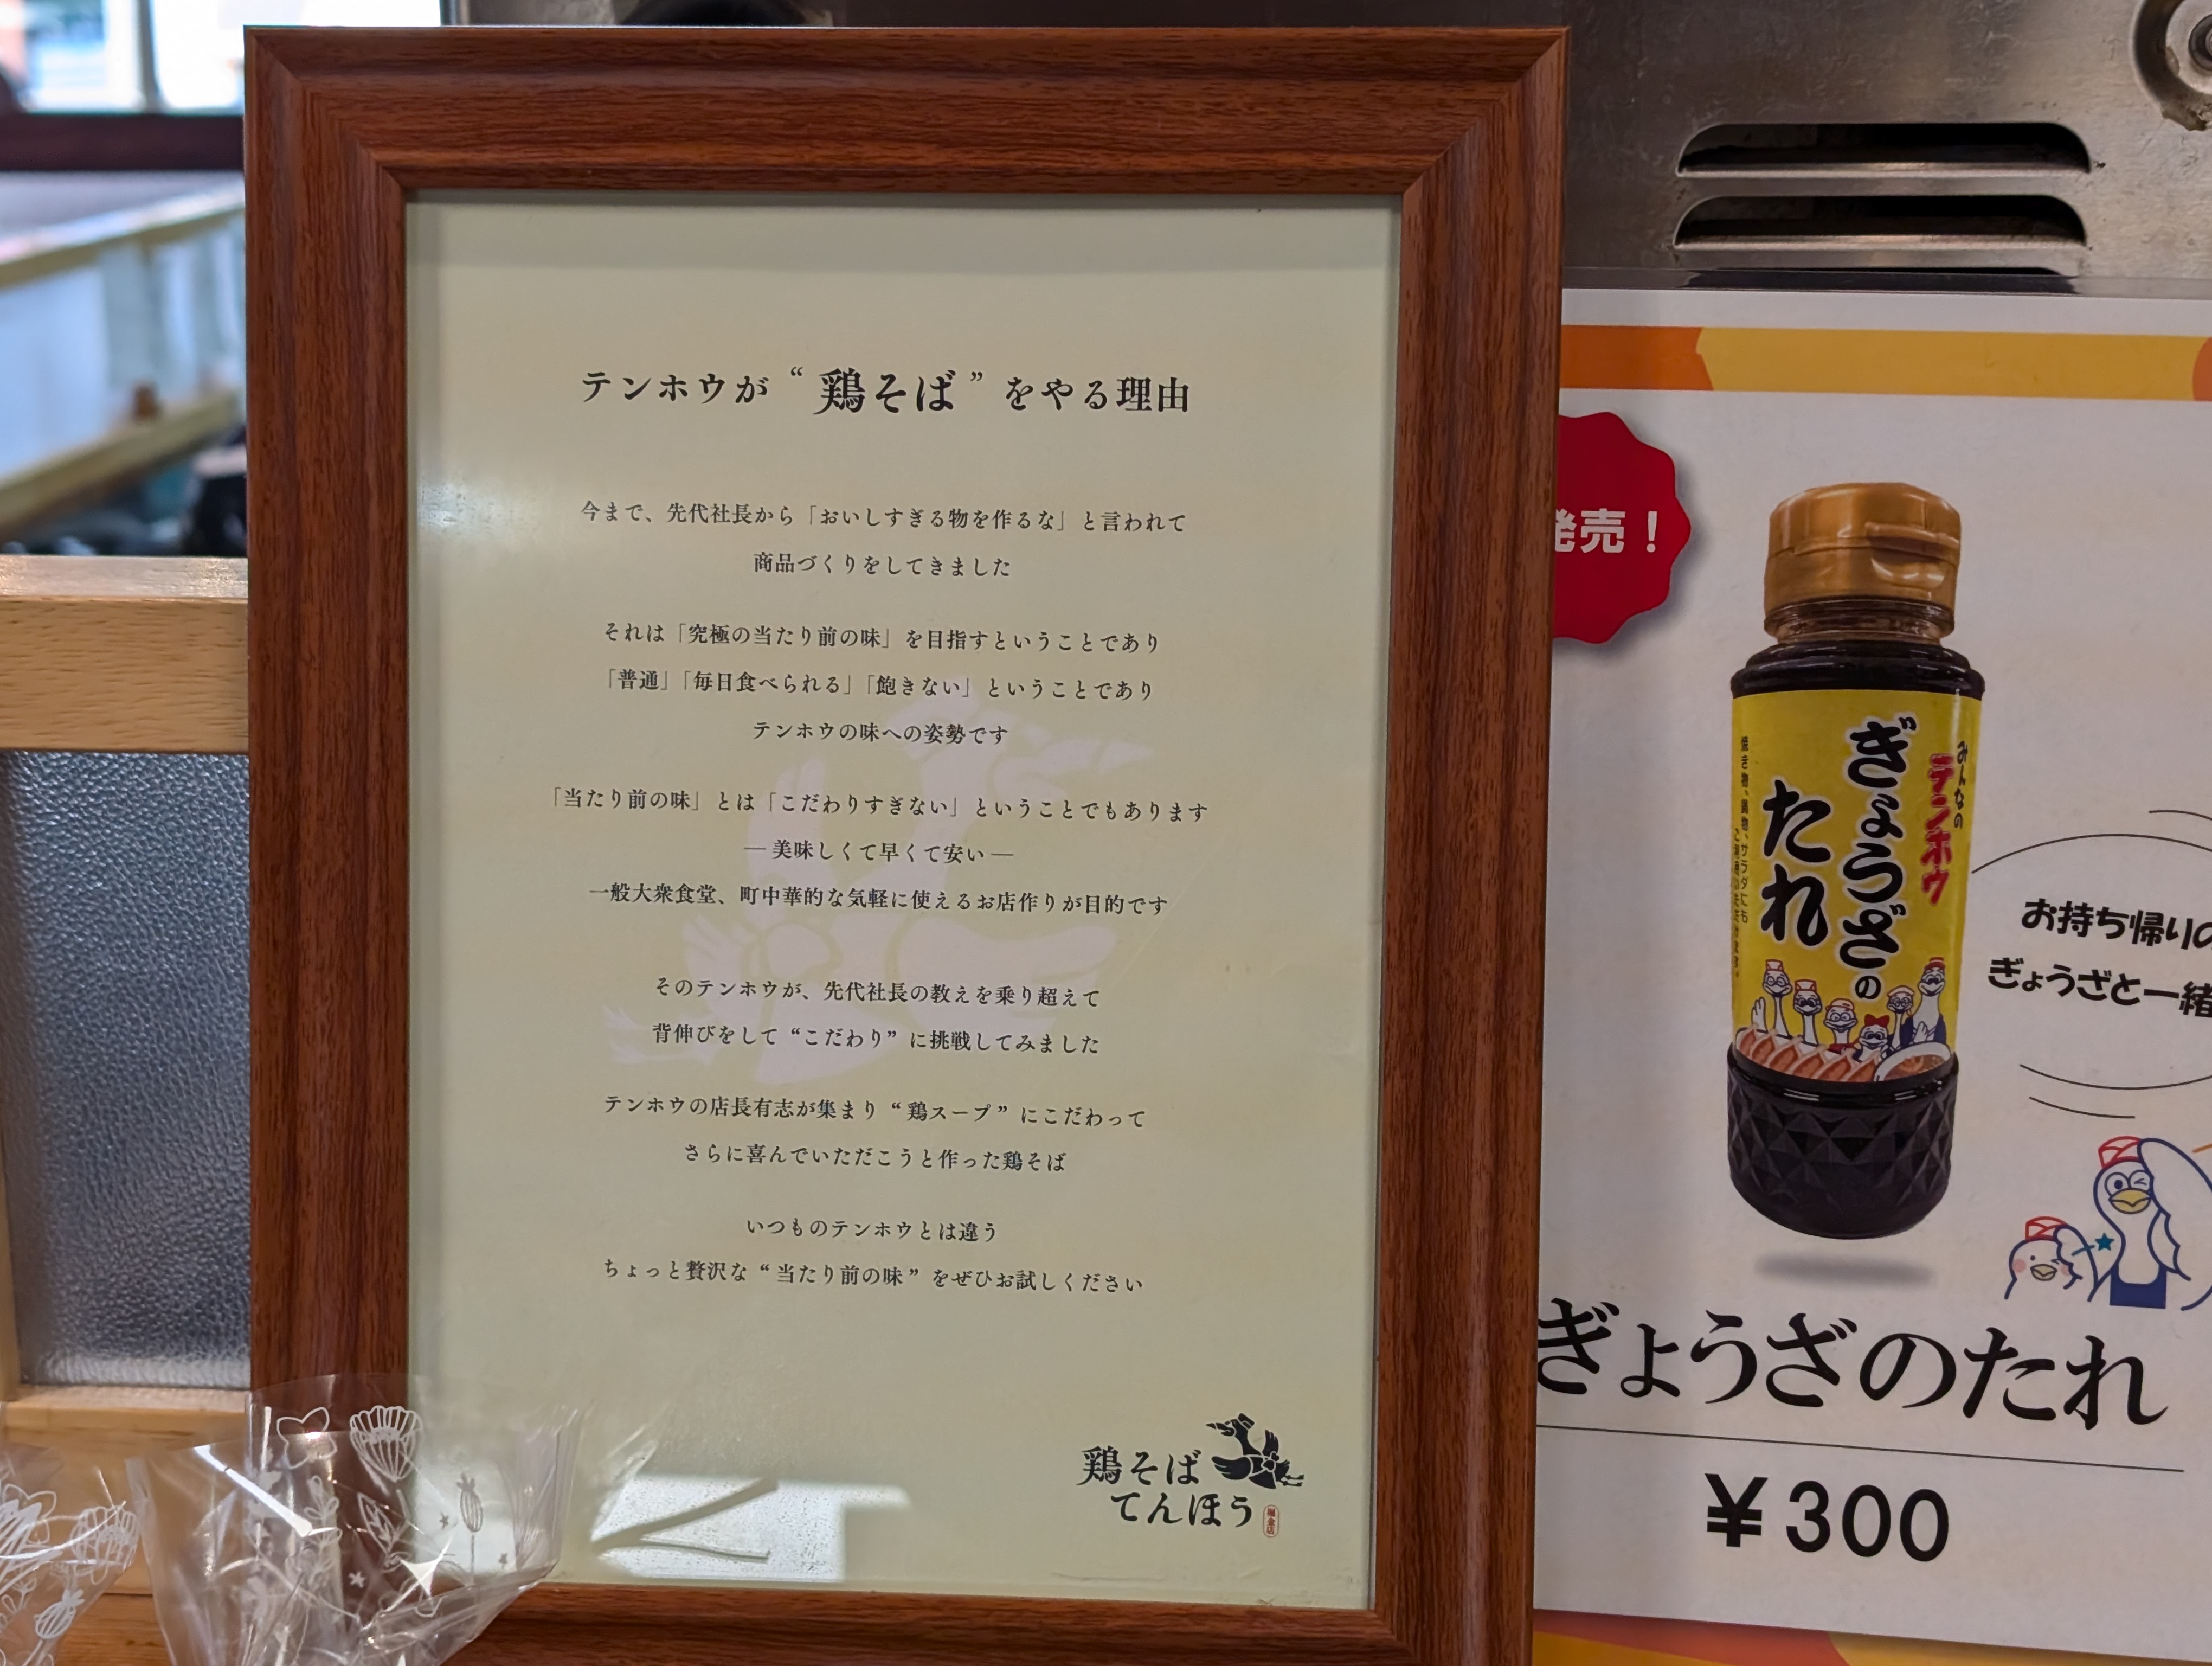 テンホウが “鶏そば” をやる理由
今まで、先代社長から「おいしすぎる物を作るな」と言われて
商品づくりをしてきました
それは「究極の当たり前の味」を目指すということであり
「普通」「毎日食べられる」「飽きない」ということであり
テンホウの味への姿勢です
「当たり前の味」とは「こだわりすぎない」ということでもあります
― 美味しくて早くて安い ―
一般大衆食堂、町中華的な気軽に使えるお店作りが目的です
そのテンホウが、先代社長の教えを乗り超えて
背伸びをして “こだわり” に挑戦してみました
テンホウの店長有志が集まり “鶏スープ” にこだわって
さらに喜んでいただこうと作った鶏そば
いつものテンホウとは違う
ちょっと贅沢な “当たり前の味” をぜひお試しください
鶏そば
てんほう
堀金店
発売！
みんなの
テンホウ
ぎょうざの
たれ
焼き物、鍋物、サラダにも
お持ち帰りの
ぎょうざと一緒
ぎょうざのたれ
¥300